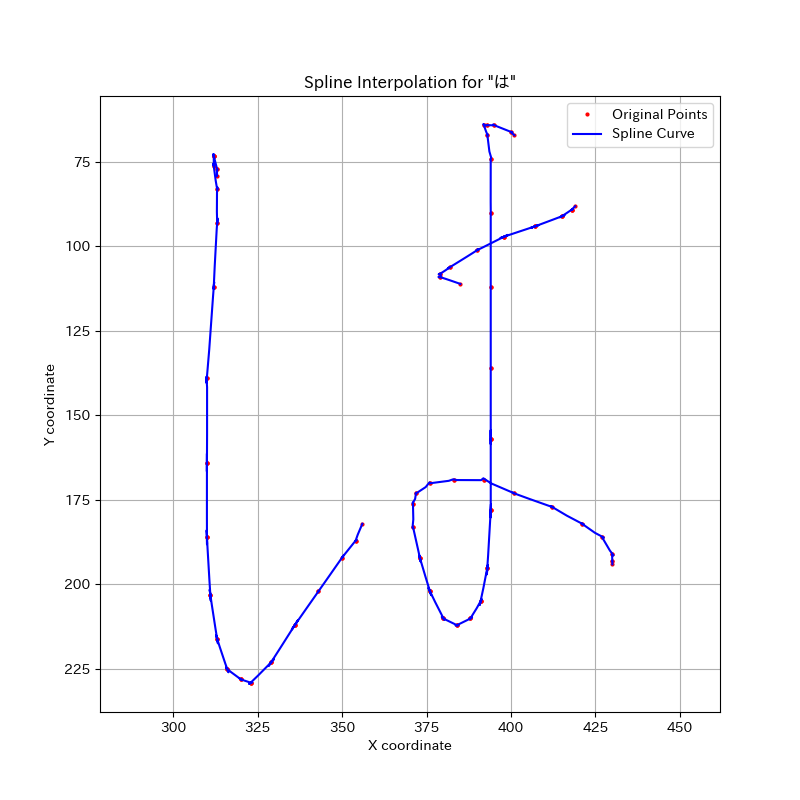 Spline Interpolation for "は"
Original Points
Spline Curve
75
100
125
150
175
200
225
Y coordinate
は
300
325
350
375
400
425
450
X coordinate